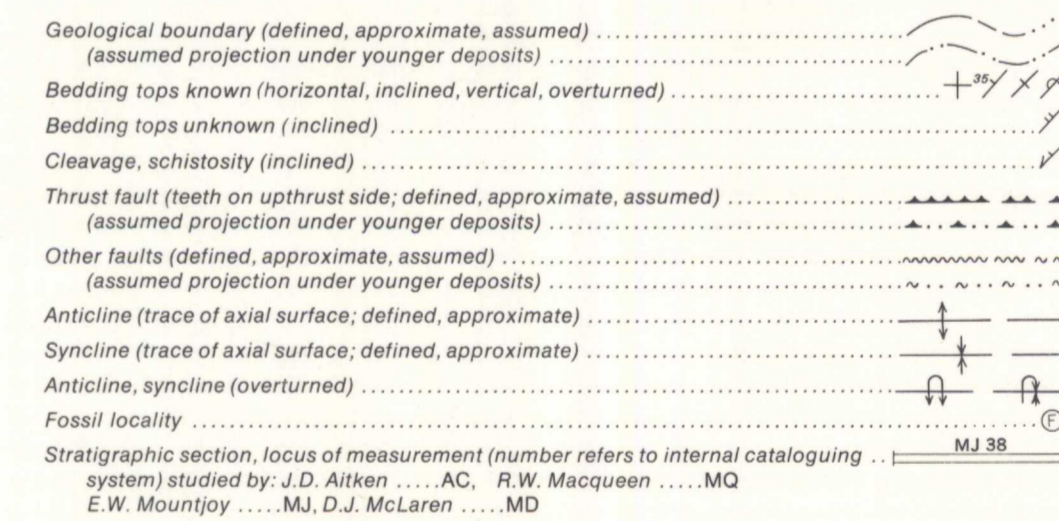 Geological boundary (defined, approximate, assumed)
(assumed projection under younger deposits)
Bedding tops known (horizontal, inclined, vertical, overturned) 35
Bedding tops unknown (inclined)
Cleavage, schistosity (inclined)
Thrust fault (teeth on upthrust side; defined, approximate, assumed)
(assumed projection under younger deposits)
Other faults (defined, approximate, assumed)
(assumed projection under younger deposits)
Anticline (trace of axial surface; defined, approximate)
Syncline (trace of axial surface; defined, approximate)
Anticline, syncline (overturned)
Fossil locality F
Stratigraphic section, locus of measurement (number refers to internal cataloguing .. MJ 38
system) studied by: J.D. Aitken .....AC, R.W. Macqueen .....MQ
E.W. Mountjoy .....MJ, D.J. McLaren .....MD